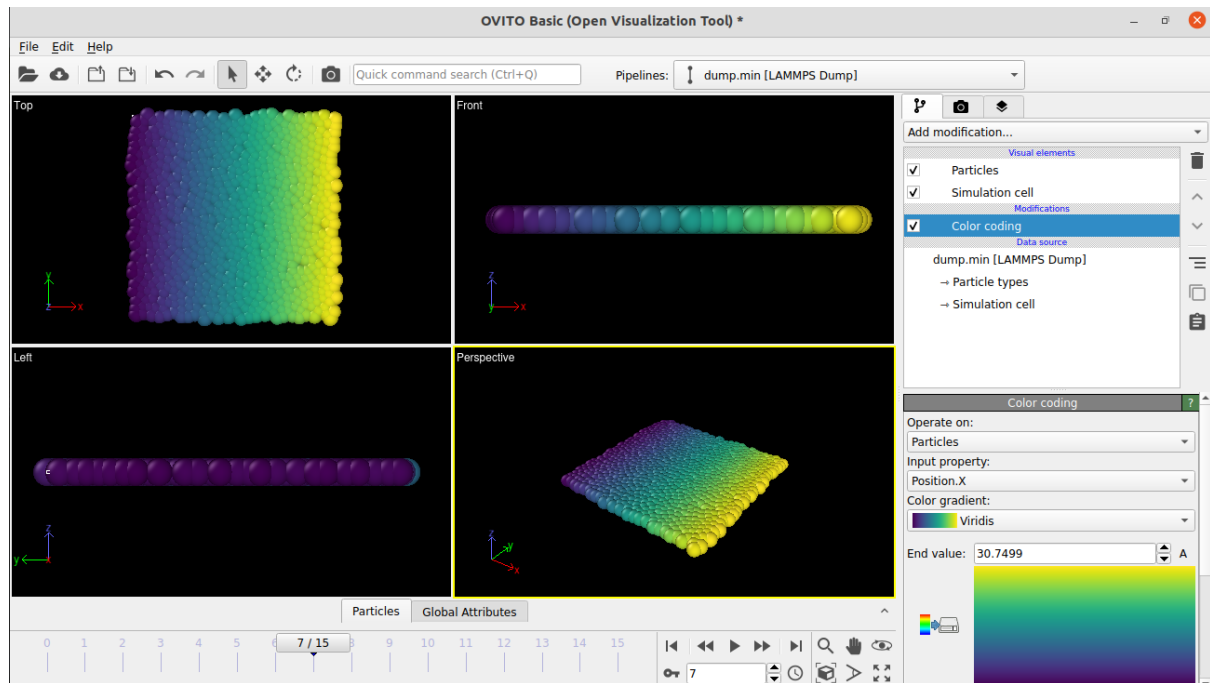 OVITO Basic (Open Visualization Tool) *
File Edit Help
Quick command search (Ctrl+Q)
Pipelines:
dump.min [LAMMPS Dump]
Top
y
z
x
Front
z
y
x
Left
z
y
x
Perspective
z
y
x
Add modification...
Visual elements
Particles
Simulation cell
Modifications
Color coding
Data source
dump.min [LAMMPS Dump]
→ Particle types
→ Simulation cell
Color coding
?
Operate on:
Particles
Input property:
Position.X
Color gradient:
Viridis
End value: 30.7499 A
Particles Global Attributes
0 1 2 3 4 5 6 7 / 15 8 9 10 11 12 13 14 15
7